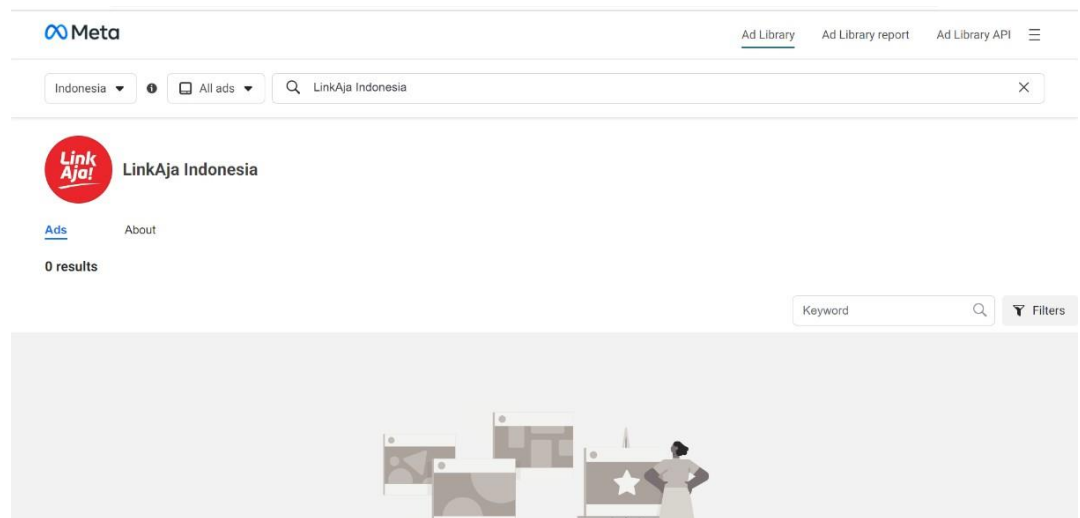 Meta
Ad Library Ad Library report Ad Library API
Indonesia All ads LinkAja Indonesia
Link
Aja!
LinkAja Indonesia
Ads About
0 results
Keyword Filters